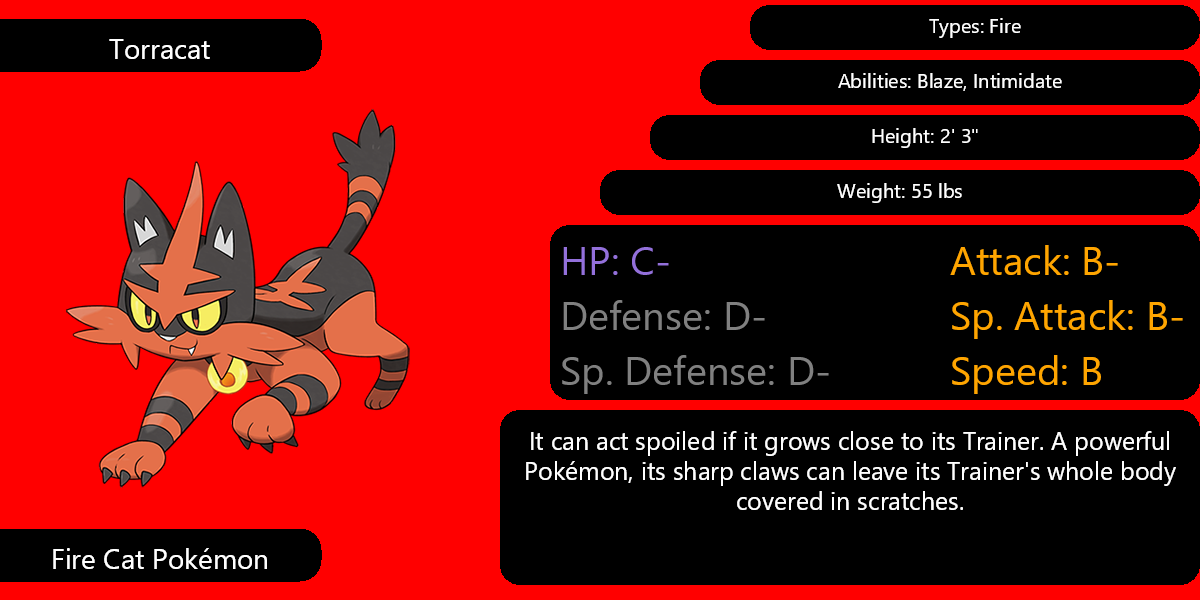 Torracat
Fire Cat Pokémon
Types: Fire
Abilities: Blaze, Intimidate
Height: 2' 3"
Weight: 55 lbs
HP: C-
Attack: B-
Defense: D-
Sp. Attack: B-
Sp. Defense: D-
Speed: B
It can act spoiled if it grows close to its Trainer. A powerful
Pokémon, its sharp claws can leave its Trainer's whole body
covered in scratches.